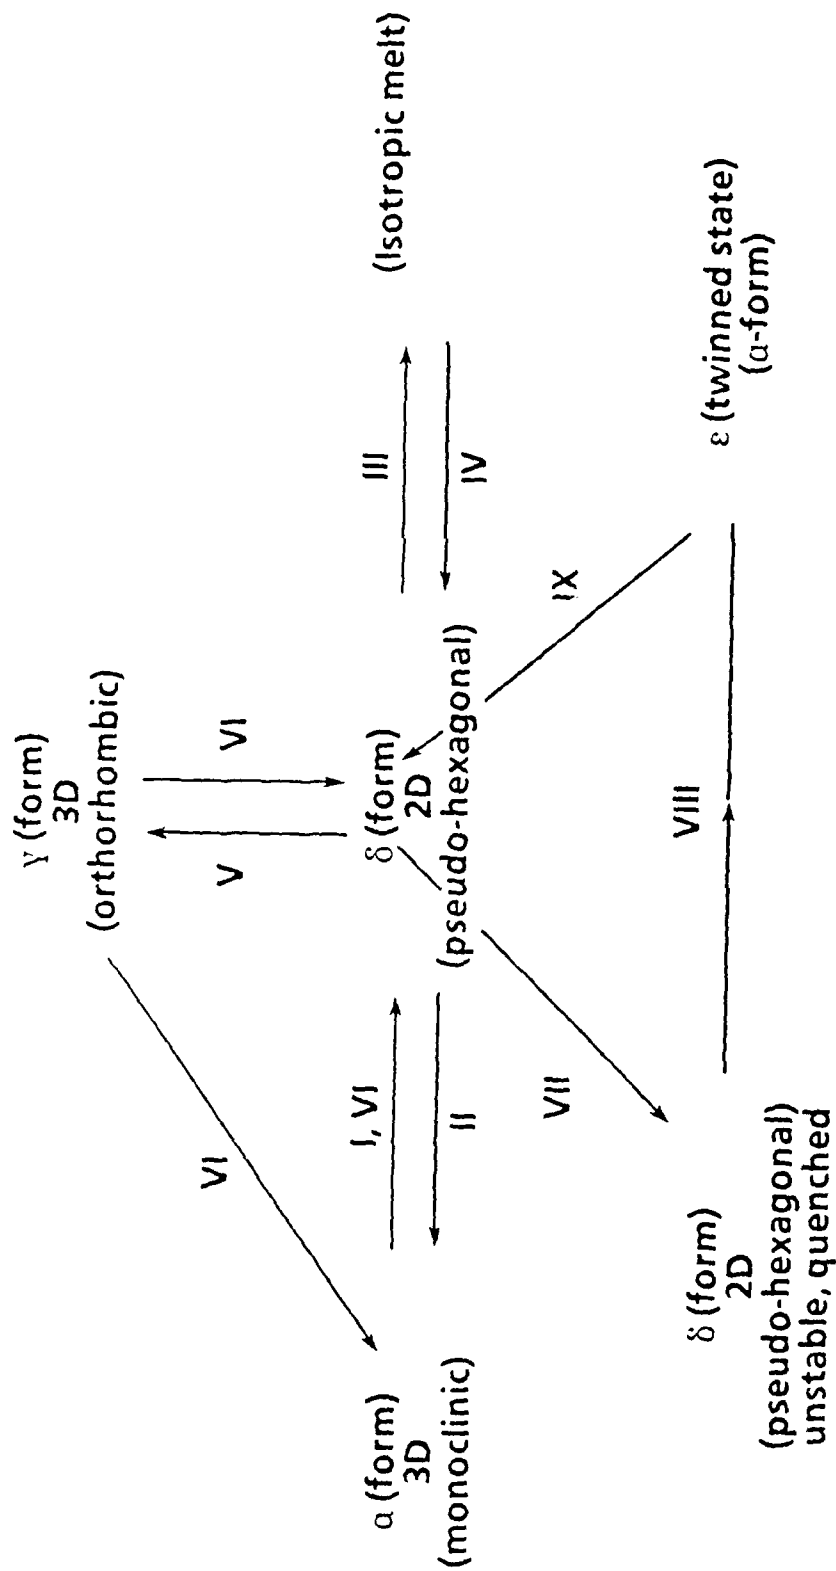 γ (form)
3D
(orthorhombic)
VI
V
VI
α (form)
3D
(monoclinic)
I, VI
II
δ (form)
2D
(pseudo-hexagonal)
III
IV
(Isotropic melt)
VII
IX
δ (form)
2D
(pseudo-hexagonal)
unstable, quenched
VIII
ε (twinned state)
(α-form)